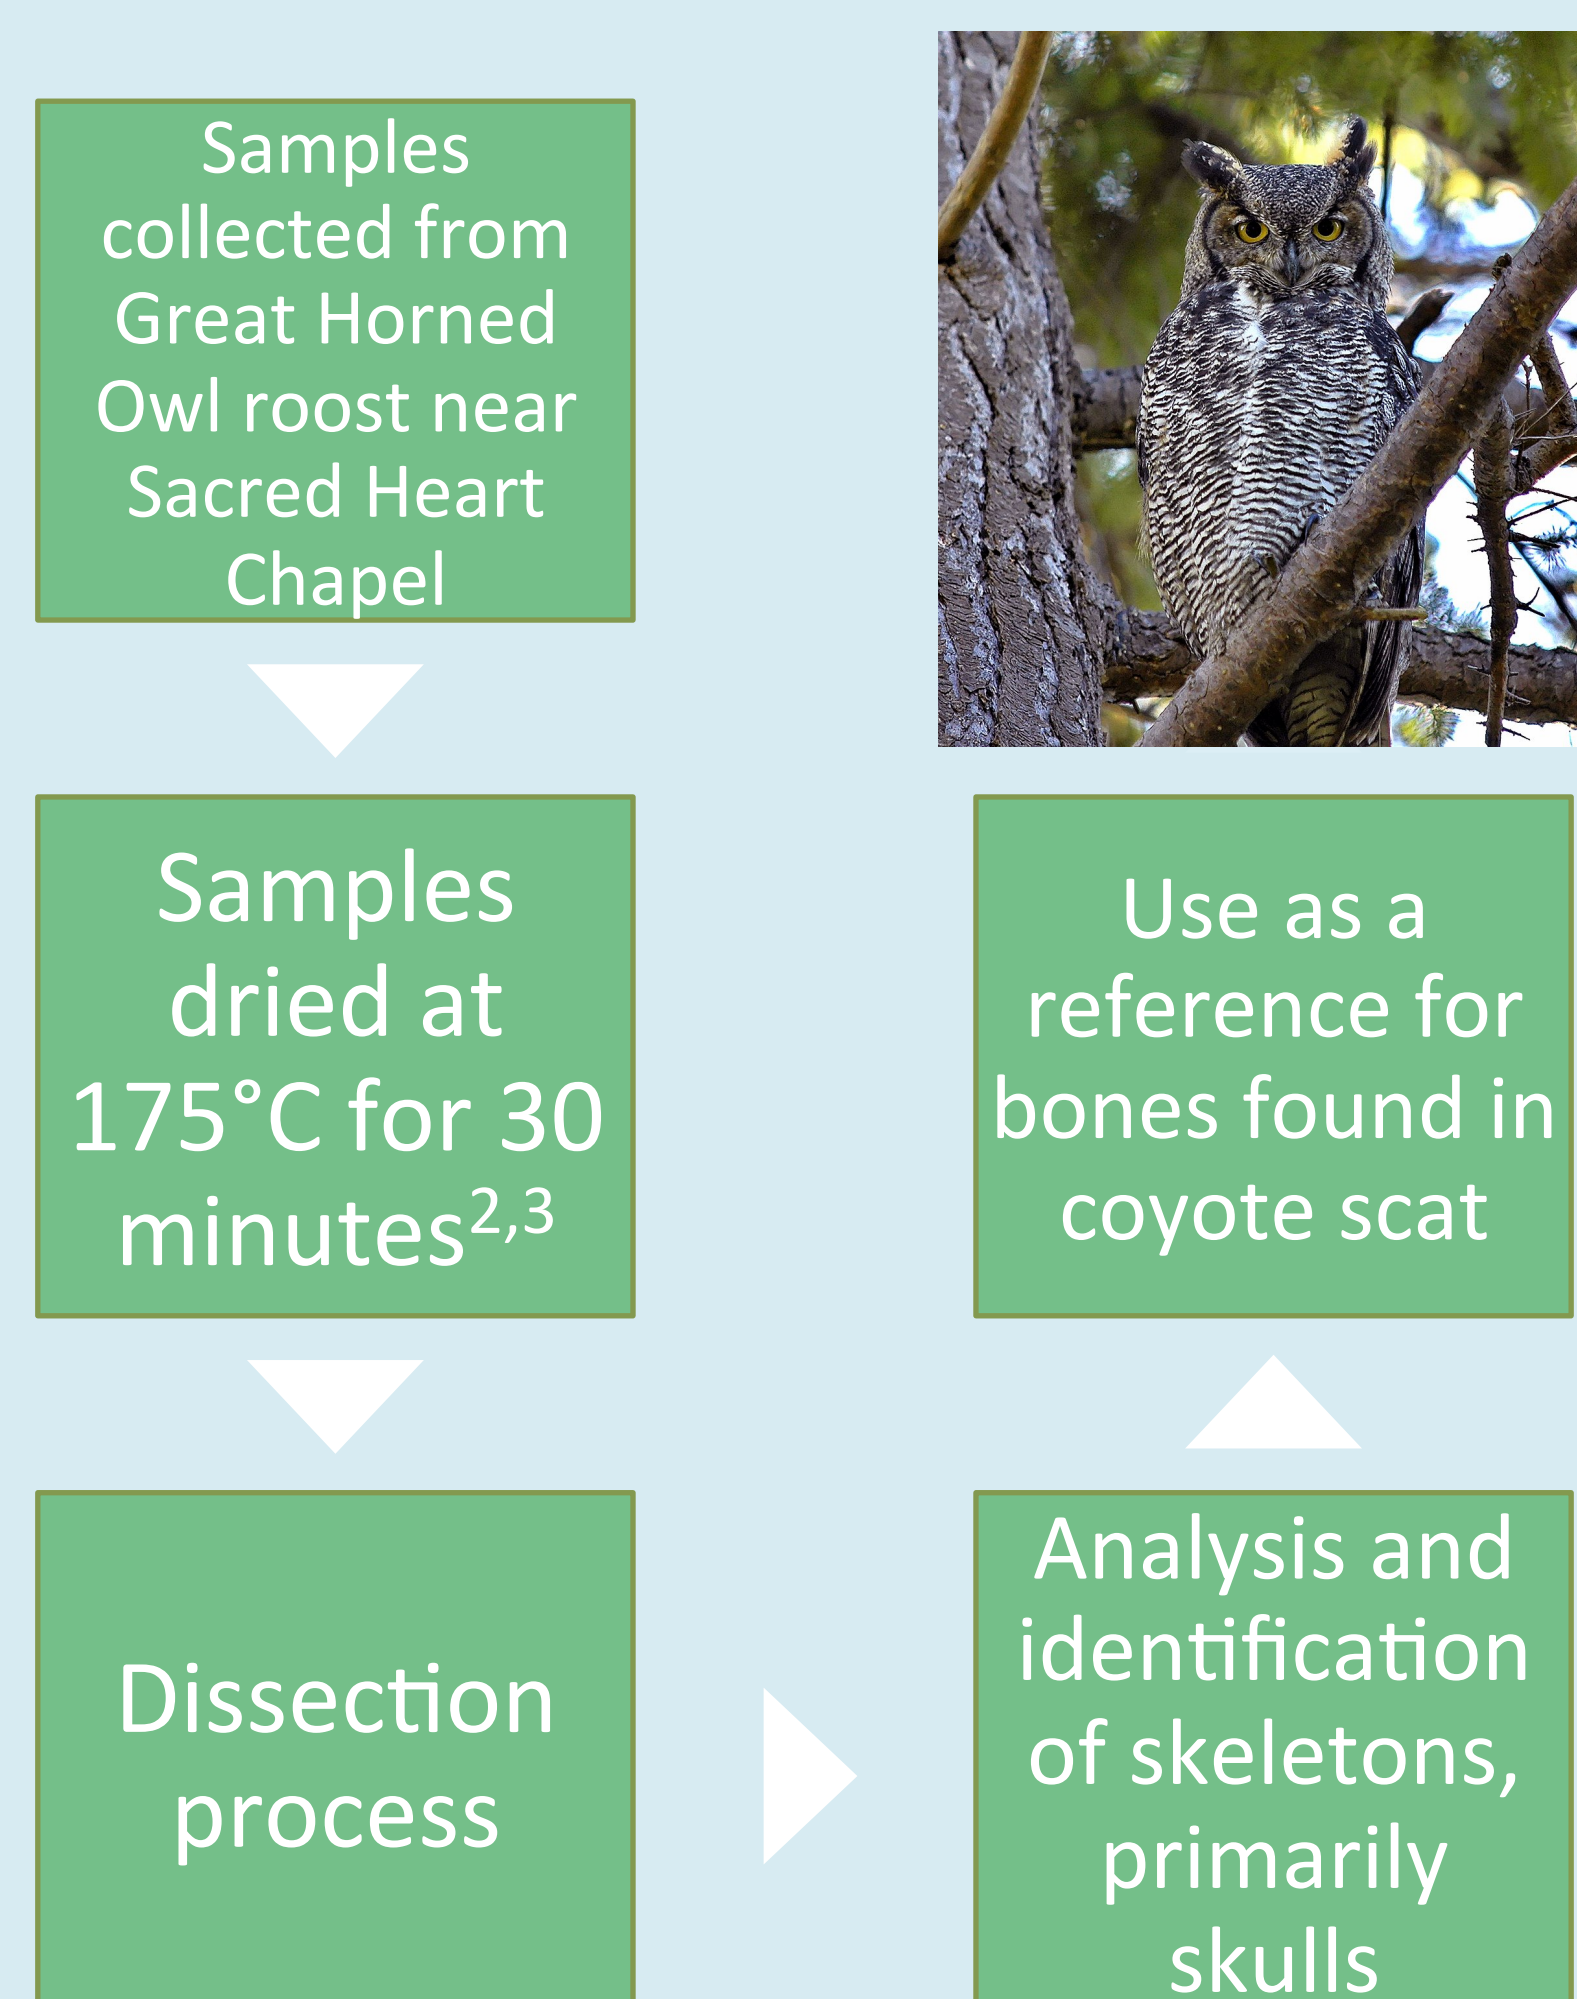 Samples
collected from
Great Horned
Owl roost near
Sacred Heart
Chapel
Samples
dried at
175°C for 30
minutes2,3
Dissection
process
Analysis and
identification
of skeletons,
primarily
skulls
Use as a
reference for
bones found in
coyote scat